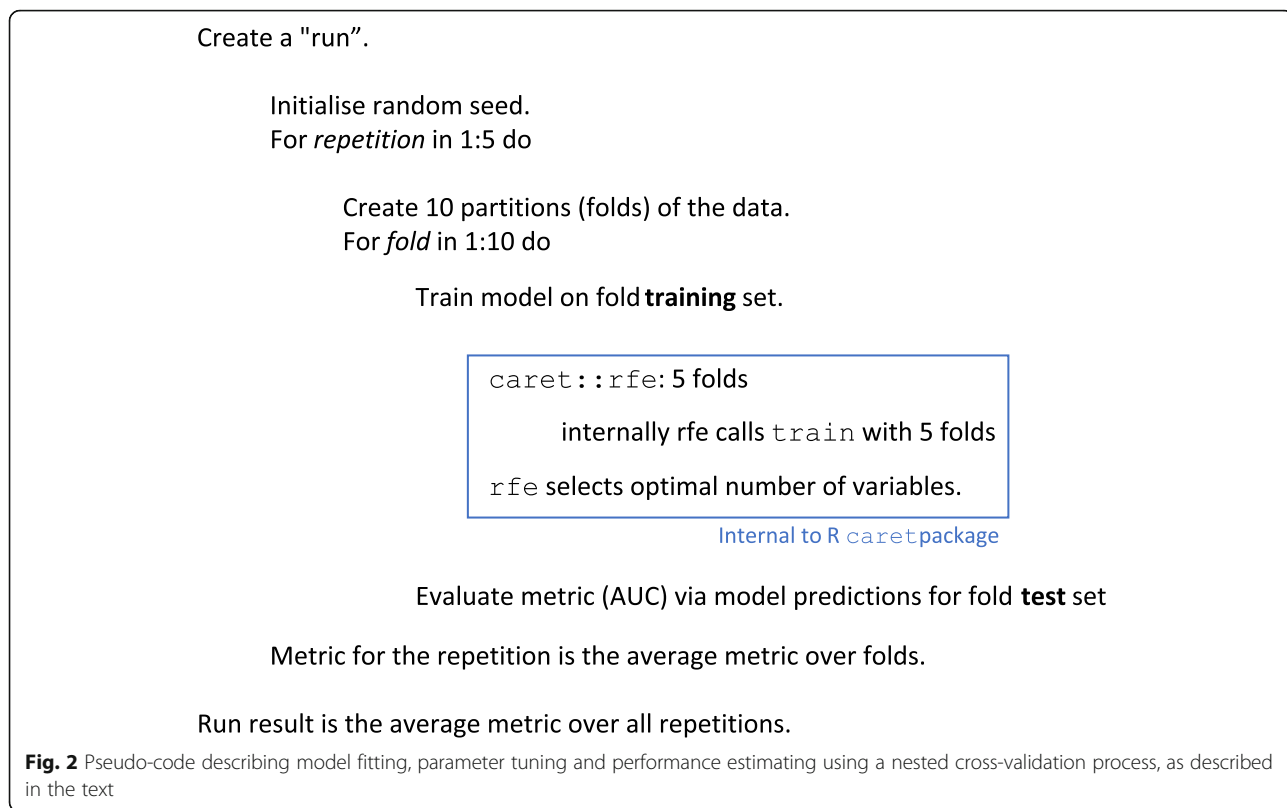 Create a "run”.
Initialise random seed.
For repetition in 1:5 do
Create 10 partitions (folds) of the data.
For fold in 1:10 do
Train model on fold training set.
caret::rfe: 5 folds
internally rfe calls train with 5 folds
rfe selects optimal number of variables.
Internal to R caret package
Evaluate metric (AUC) via model predictions for fold test set
Metric for the repetition is the average metric over folds.
Run result is the average metric over all repetitions.
Fig. 2 Pseudo-code describing model fitting, parameter tuning and performance estimating using a nested cross-validation process, as described
in the text